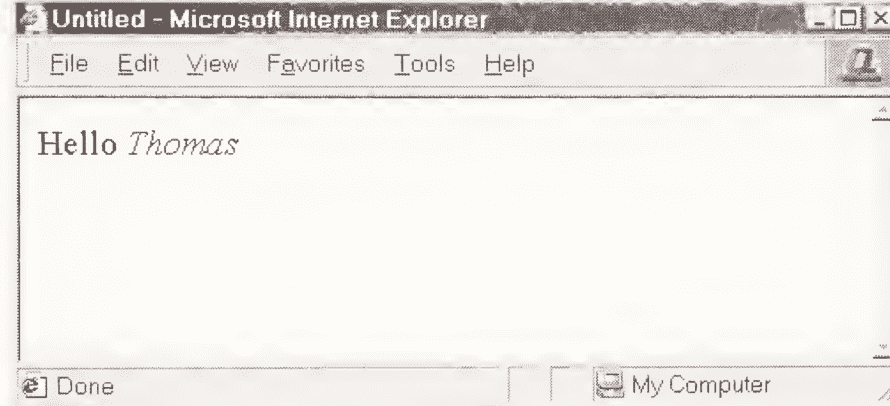 Untitled - Microsoft Internet Explorer
File Edit View Favorites Tools Help
Hello Thomas
Done My Computer